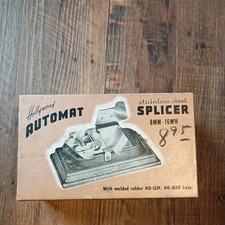 Hollywood
AUTOMAT
stainless steel
SPLICER
8MM-16MM
8 95
With molded rubber NO-SLIP, NO-MAR base.